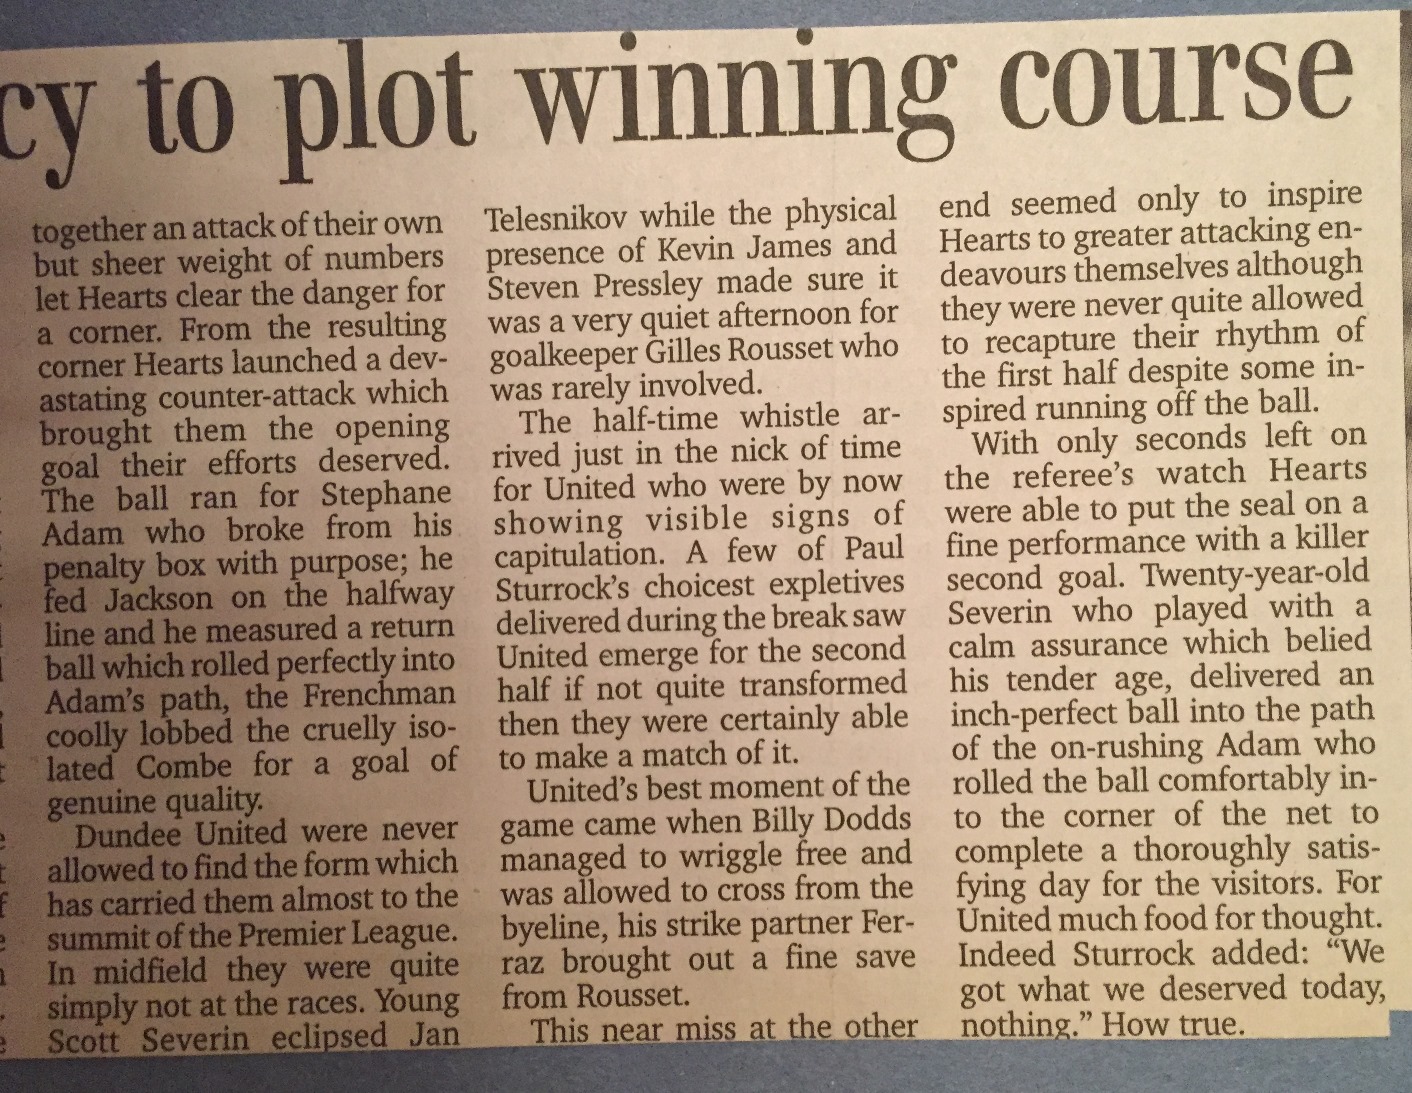 cy to plot winning course
together an attack of their own
but sheer weight of numbers
let Hearts clear the danger for
a corner. From the resulting
corner Hearts launched a dev-
astating counter-attack which
brought them the opening
goal their efforts deserved.
The ball ran for Stephane
Adam who broke from his
penalty box with purpose; he
fed Jackson on the halfway
line and he measured a return
ball which rolled perfectly into
Adam's path, the Frenchman
coolly lobbed the cruelly iso-
lated Combe for a goal of
genuine quality.
Dundee United were never
allowed to find the form which
has carried them almost to the
summit of the Premier League.
In midfield they were quite
simply not at the races. Young
Scott Severin eclipsed Jan
Telesnikov while the physical
presence of Kevin James and
Steven Pressley made sure it
was a very quiet afternoon for
goalkeeper Gilles Rousset who
was rarely involved.
The half-time whistle ar-
rived just in the nick of time
for United who were by now
showing visible signs of
capitulation. A few of Paul
Sturrock's choicest expletives
delivered during the break saw
United emerge for the second
half if not quite transformed
then they were certainly able
to make a match of it.
United's best moment of the
game came when Billy Dodds
managed to wriggle free and
was allowed to cross from the
byeline, his strike partner Fer-
raz brought out a fine save
from Rousset.
This near miss at the other
end seemed only to inspire
Hearts to greater attacking en-
deavours themselves although
they were never quite allowed
to recapture their rhythm of
the first half despite some in-
spired running off the ball.
With only seconds left on
the referee's watch Hearts
were able to put the seal on a
fine performance with a killer
second goal. Twenty-year-old
Severin who played with a
calm assurance which belied
his tender age, delivered an
inch-perfect ball into the path
of the on-rushing Adam who
rolled the ball comfortably in-
to the corner of the net to
complete a thoroughly satis-
fying day for the visitors. For
United much food for thought.
Indeed Sturrock added: "We
got what we deserved today,
nothing." How true.